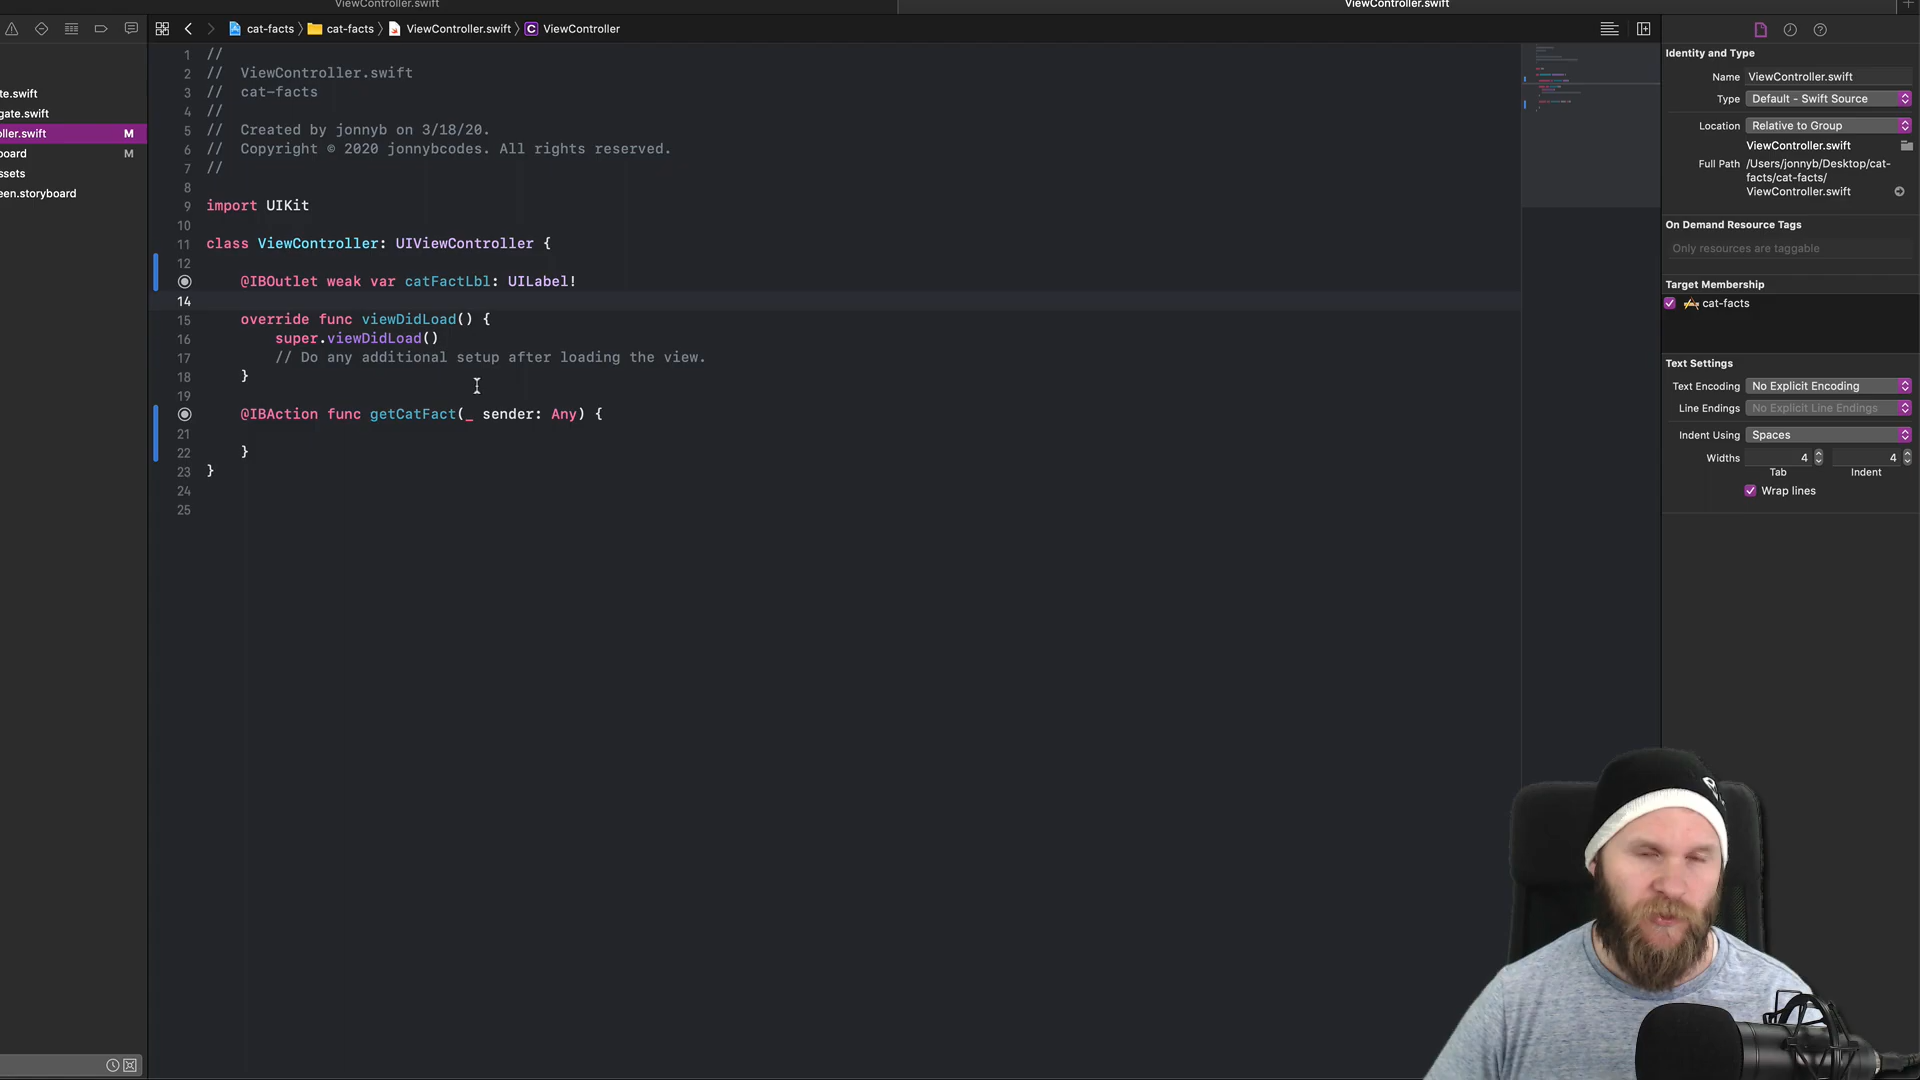 ViewController.swift
ViewController.swift
cat-facts
cat-facts
ViewController.swift
C
ViewController
te.swift
gate.swift
oller.swift
M
board
M
ssets
een.storyboard
1 //
2 //  ViewController.swift
3 //  cat-facts
4 //
5 //  Created by jonnyb on 3/18/20.
6 //  Copyright © 2020 jonnybcodes. All rights reserved.
7 //
8
9 import UIKit
10
11 class ViewController: UIViewController {
12
@IBOutlet weak var catFactLbl: UILabel!
14
15 override func viewDidLoad() {
16 super.viewDidLoad()
17 // Do any additional setup after loading the view.
18 }
19
@IBAction func getCatFact(_ sender: Any) {
21
22 }
23 }
24
25
Identity and Type
Name ViewController.swift
Type Default - Swift Source
Location Relative to Group
ViewController.swift
Full Path /Users/jonnyb/Desktop/cat-
facts/cat-facts/
ViewController.swift
On Demand Resource Tags
Only resources are taggable
Target Membership
cat-facts
Text Settings
Text Encoding No Explicit Encoding
Line Endings No Explicit Line Endings
Indent Using Spaces
Widths 4 4
Tab Indent
Wrap lines